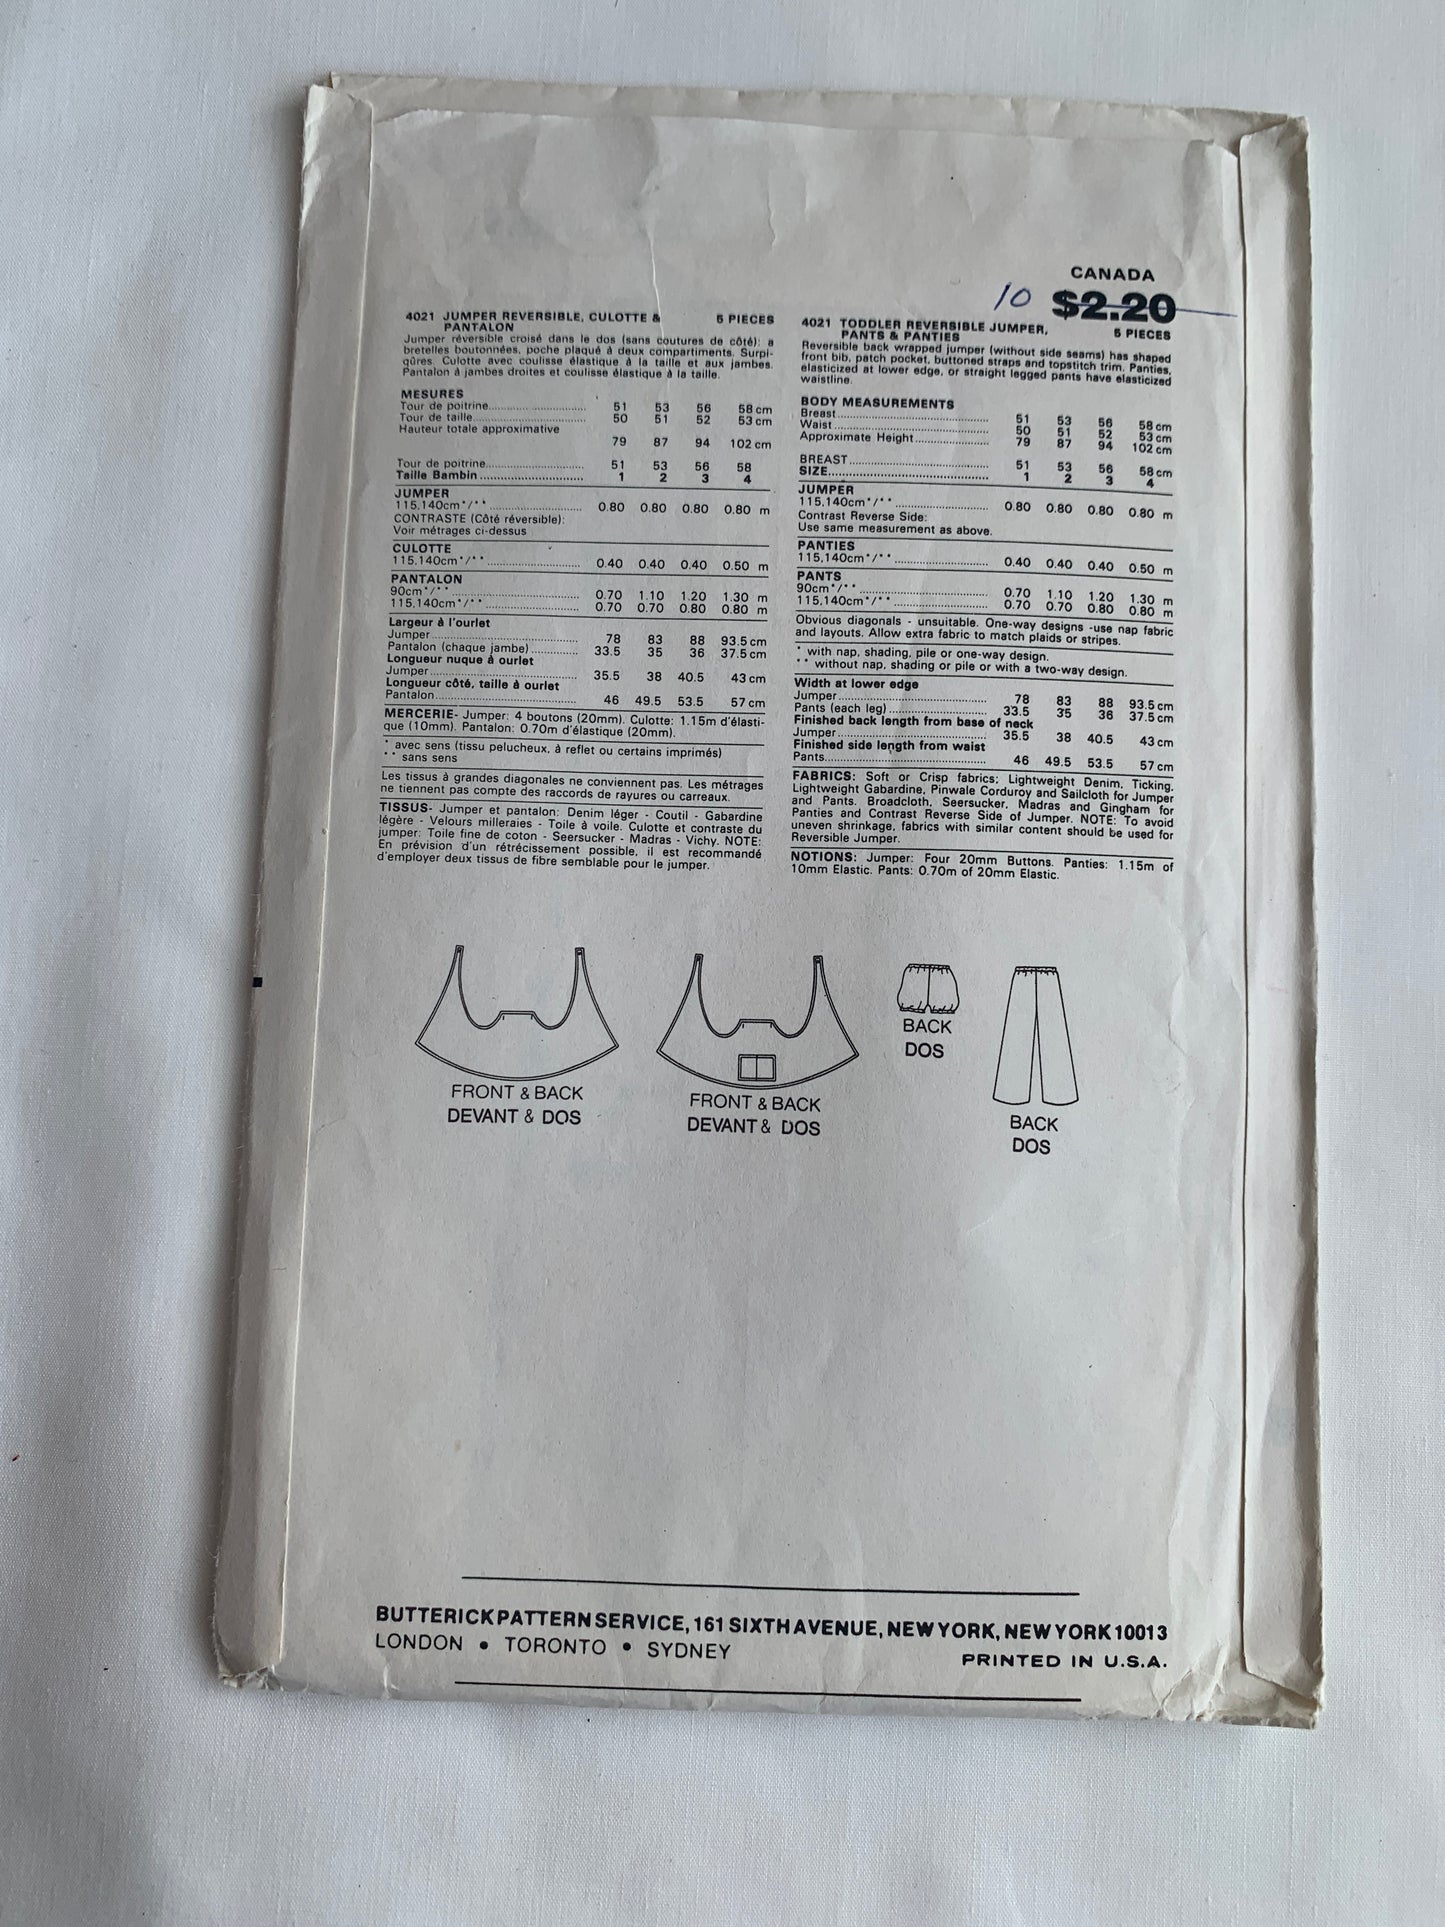 CANADA
10 $2.20
4021 JUMPER REVERSIBLE, CULOTTE & 5 PIECES
PANTALON
Jumper réversible croisé dans le dos (sans coutures de côté): a
bretelles boutonnées, poche plaqué à deux compartiments. Surpi-
qûres. Culotte avec coulisse élastique à la taille et aux jambes.
Pantalon à jambes droites et coulisse élastique à la taille.
MESURES
Tour de poitrine 51 53 56 58 cm
Tour de taille 50 51 52 53 cm
Hauteur totale approximative
79 87 94 102 cm
Tour de poitrine 51 53 56 58
Taille Bambin 1 2 3 4
JUMPER
115,140cm*/** 0.80 0.80 0.80 0.80 m
CONTRASTE (Côté réversible):
Voir métrages ci-dessus
CULOTTE
115,140cm*/** 0.40 0.40 0.40 0.50 m
PANTALON
90cm*/** 0.70 1.10 1.20 1.30 m
115,140cm*/** 0.70 0.70 0.80 0.80 m
Largeur à l'ourlet
Jumper 78 83 88 93.5 cm
Pantalon (chaque jambe) 33.5 35 36 37.5 cm
Longueur nuque à ourlet
Jumper 35.5 38 40.5 43 cm
Longueur côté, taille à ourlet
Pantalon 46 49.5 53.5 57 cm
MERCERIE- Jumper: 4 boutons (20mm). Culotte: 1.15m d'élasti-
que (10mm). Pantalon: 0.70m d'élastique (20mm).
* avec sens (tissu pelucheux, à reflet ou certains imprimés)
** sans sens
Les tissus à grandes diagonales ne conviennent pas. Les métrages
ne tiennent pas compte des raccords de rayures ou carreaux.
TISSUS- Jumper et pantalon: Denim léger - Coutil - Gabardine
légère - Velours milleraies - Toile à voile. Culotte et contraste du
jumper: Toile fine de coton - Seersucker - Madras - Vichy. NOTE:
En prévision d'un rétrécissement possible, il est recommandé
d'employer deux tissus de fibre semblable pour le jumper.
4021 TODDLER REVERSIBLE JUMPER,
PANTS & PANTIES 5 PIECES
Reversible back wrapped jumper (without side seams) has shaped
front bib, patch pocket, buttoned straps and topstitch trim. Panties,
elasticized at lower edge, or straight legged pants have elasticized
waistline.
BODY MEASUREMENTS
Breast 51 53 56 58 cm
Waist 50 51 52 53 cm
Approximate Height 79 87 94 102 cm
BREAST 51 53 56 58 cm
SIZE 1 2 3 4
JUMPER
115,140cm*/** 0.80 0.80 0.80 0.80 m
Contrast Reverse Side:
Use same measurement as above.
PANTIES
115,140cm*/** 0.40 0.40 0.40 0.50 m
PANTS
90cm*/** 0.70 1.10 1.20 1.30 m
115,140cm*/** 0.70 0.70 0.80 0.80 m
Obvious diagonals - unsuitable. One-way designs -use nap fabric
and layouts. Allow extra fabric to match plaids or stripes.
* with nap, shading, pile or one-way design.
** without nap, shading or pile or with a two-way design.
Width at lower edge
Jumper 78 83 88 93.5 cm
Pants (each leg) 33.5 35 36 37.5 cm
Finished back length from base of neck
Jumper 35.5 38 40.5 43 cm
Finished side length from waist
Pants 46 49.5 53.5 57 cm
FABRICS: Soft or Crisp fabrics; Lightweight Denim, Ticking,
Lightweight Gabardine, Pinwale Corduroy and Sailcloth for Jumper
and Pants. Broadcloth, Seersucker, Madras and Gingham for
Panties and Contrast Reverse Side of Jumper. NOTE: To avoid
uneven shrinkage, fabrics with similar content should be used for
Reversible Jumper.
NOTIONS: Jumper: Four 20mm Buttons. Panties: 1.15m of
10mm Elastic. Pants: 0.70m of 20mm Elastic.
FRONT & BACK
DEVANT & DOS
FRONT & BACK
DEVANT & DOS
BACK
DOS
BACK
DOS
BUTTERICK PATTERN SERVICE, 161 SIXTH AVENUE, NEW YORK, NEW YORK 10013
LONDON • TORONTO • SYDNEY
PRINTED IN U.S.A.